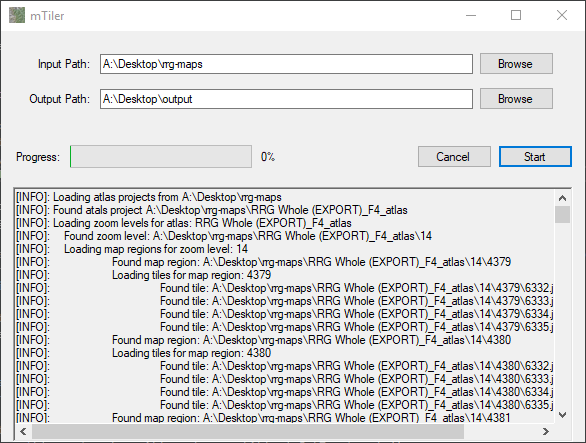 mTiler
Input Path: A:\Desktop\rrg-maps Browse
Output Path: A:\Desktop\output Browse
Progress: 0% Cancel Start
[INFO]: Loading atlas projects from A:\Desktop\rrg-maps
[INFO]: Found atals project A:\Desktop\rrg-maps\RRG Whole (EXPORT)_F4_atlas
[INFO]: Loading zoom levels for atlas: RRG Whole (EXPORT)_F4_atlas
[INFO]: Found zoom level: A:\Desktop\rrg-maps\RRG Whole (EXPORT)_F4_atlas\14
[INFO]: Loading map regions for zoom level: 14
[INFO]: Found map region: A:\Desktop\rrg-maps\RRG Whole (EXPORT)_F4_atlas\14\4379
[INFO]: Loading tiles for map region: 4379
[INFO]: Found tile: A:\Desktop\rrg-maps\RRG Whole (EXPORT)_F4_atlas\14\4379\6332.j
[INFO]: Found tile: A:\Desktop\rrg-maps\RRG Whole (EXPORT)_F4_atlas\14\4379\6333.j
[INFO]: Found tile: A:\Desktop\rrg-maps\RRG Whole (EXPORT)_F4_atlas\14\4379\6334.j
[INFO]: Found tile: A:\Desktop\rrg-maps\RRG Whole (EXPORT)_F4_atlas\14\4379\6335.j
[INFO]: Found map region: A:\Desktop\rrg-maps\RRG Whole (EXPORT)_F4_atlas\14\4380
[INFO]: Loading tiles for map region: 4380
[INFO]: Found tile: A:\Desktop\rrg-maps\RRG Whole (EXPORT)_F4_atlas\14\4380\6332.j
[INFO]: Found tile: A:\Desktop\rrg-maps\RRG Whole (EXPORT)_F4_atlas\14\4380\6333.j
[INFO]: Found tile: A:\Desktop\rrg-maps\RRG Whole (EXPORT)_F4_atlas\14\4380\6334.j
[INFO]: Found tile: A:\Desktop\rrg-maps\RRG Whole (EXPORT)_F4_atlas\14\4380\6335.j
[INFO]: Found map region: A:\Desktop\rrg-maps\RRG Whole (EXPORT)_F4_atlas\14\4381